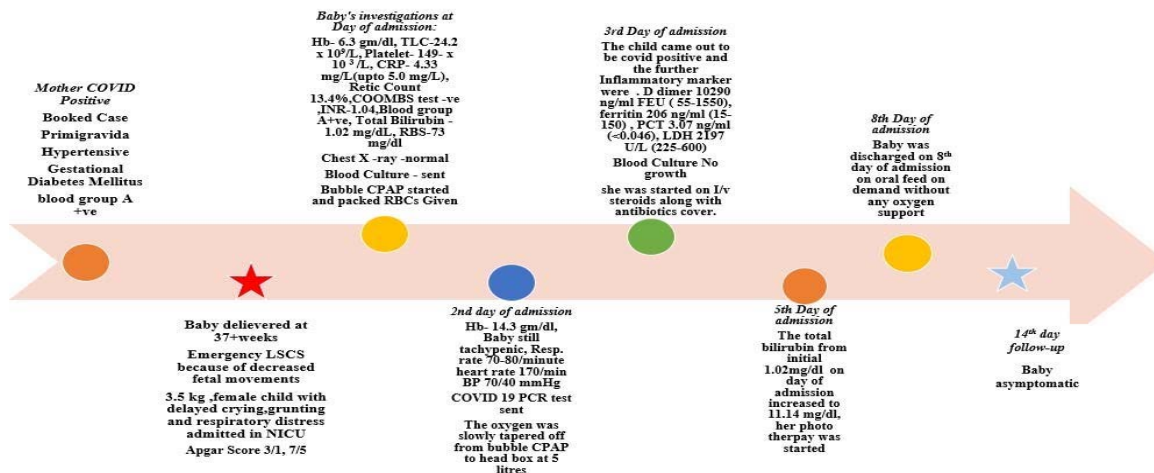 Mother COVID
Positive
Booked Case
Primigravida
Hypertensive
Gestational
Diabetes Mellitus
blood group A
+ve
Baby delievered at
37+weeks
Emergency LSCS
because of decreased
fetal movements
3.5 kg ,female child with
delayed crying,grunting
and respiratory distress
admitted in NICU
Apgar Score 3/1, 7/5
Baby's investigations at
Day of admission:
Hb- 6.3 gm/dl, TLC-24.2
x 10⁹/L, Platelet- 149- x
10 ³ /L, CRP- 4.33
mg/L(upto 5.0 mg/L),
Retic Count
13.4%,COOMBS test -ve
,INR-1.04,Blood group
A+ve, Total Bilirubin -
1.02 mg/dL, RBS-73
mg/dl
Chest X -ray -normal
Blood Culture - sent
Bubble CPAP started
and packed RBCs Given
2nd day of admission
Hb- 14.3 gm/dl,
Baby still
tachypenic, Resp.
rate 70-80/minute
heart rate 170/min
BP 70/40 mmHg
COVID 19 PCR test
sent
The oxygen was
slowly tapered off
from bubble CPAP
to head box at 5
litres
3rd Day of admission
The child came out to
be covid positive and
the further
Inflammatory marker
were . D dimer 10290
ng/ml FEU ( 55-1550),
ferritin 206 ng/ml (15-
150) , PCT 3.07 ng/ml
(<0.046), LDH 2197
U/L (225-600)
Blood Culture No
growth
she was started on I/v
steroids along with
antibiotics cover.
5th Day of
admission
The total
bilirubin from
initial
1.02mg/dl on
day of
admission
increased to
11.14 mg/dl,
her photo
therpay was
started
8th Day of
admission
Baby was
discharged on 8ᵗʰ
day of admission
on oral feed on
demand without
any oxygen
support
14ᵗʰ day
follow-up
Baby
asymptomatic